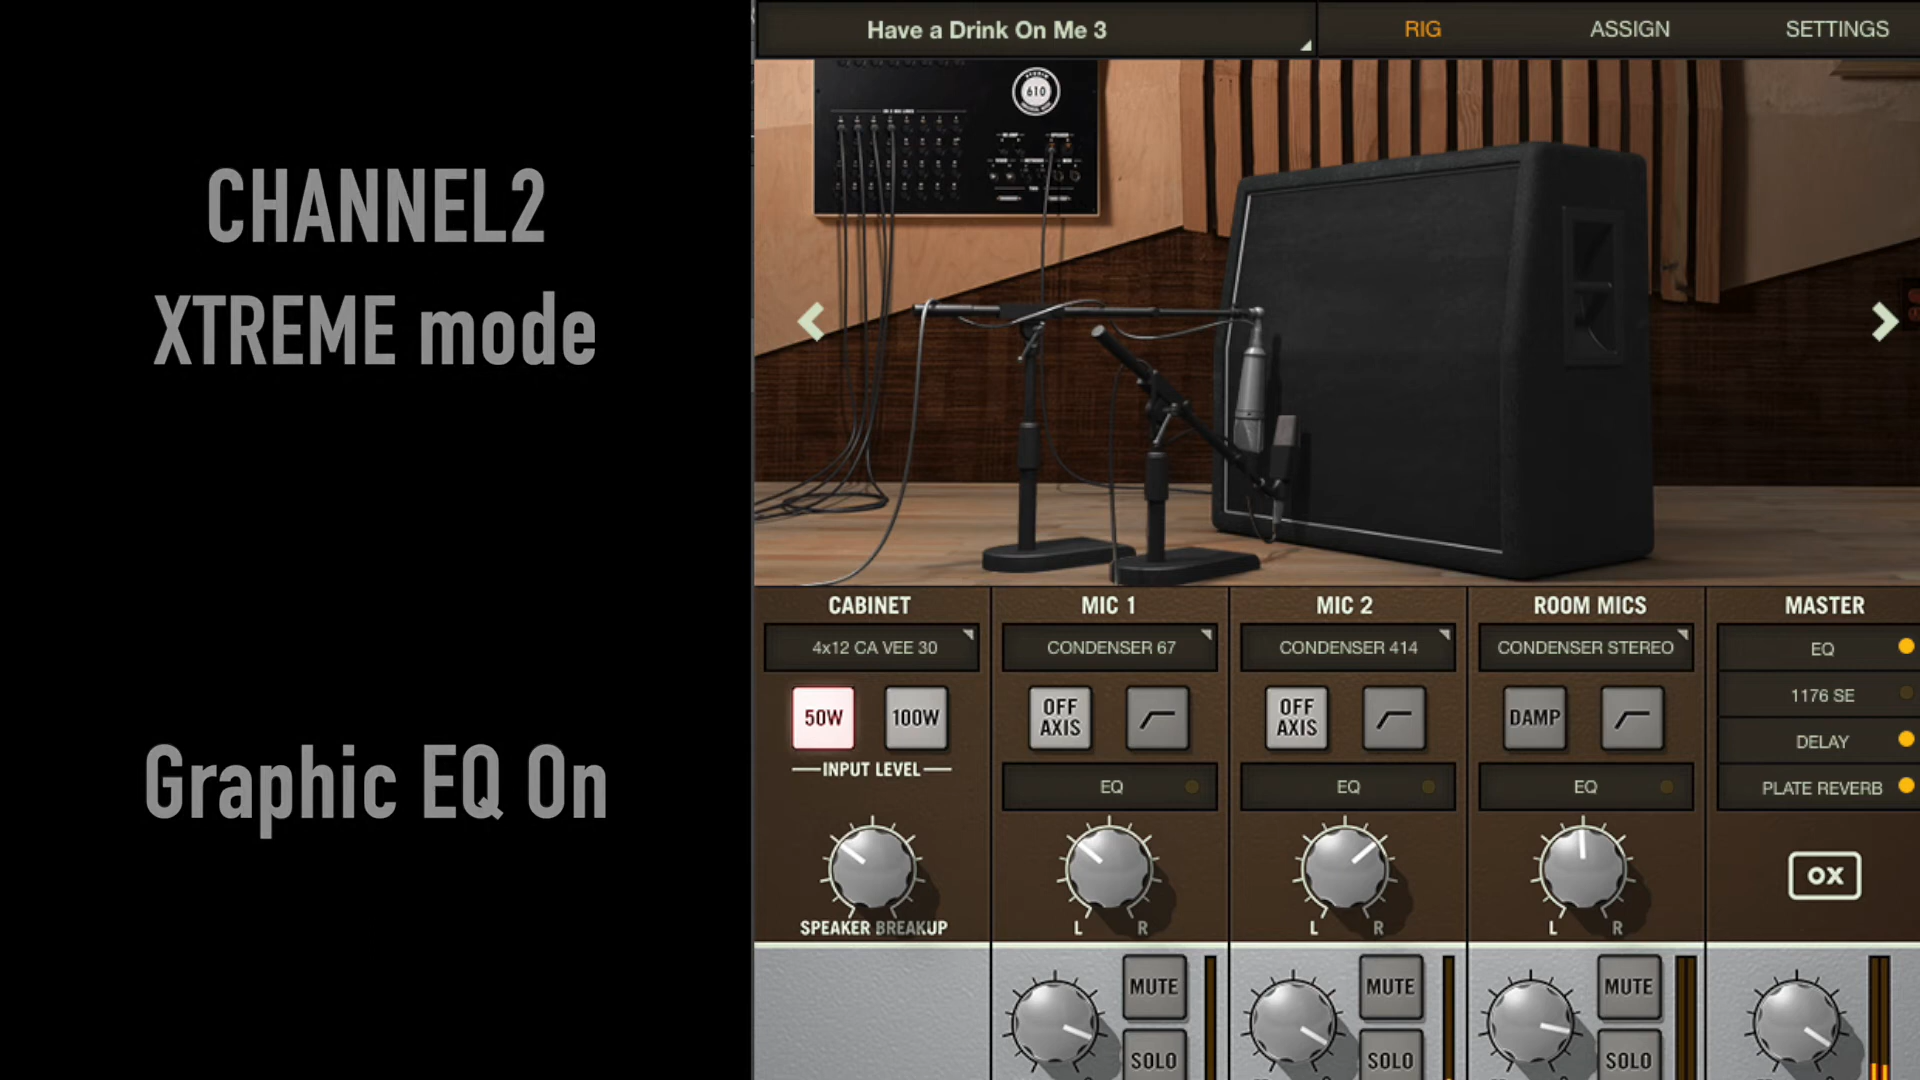 Have a Drink On Me 3
RIG
ASSIGN
SETTINGS
610
CHANNEL2
XTREME mode
Graphic EQ On
CABINET
MIC 1
MIC 2
ROOM MICS
MASTER
4x12 CA VEE 30
CONDENSER 67
CONDENSER 414
CONDENSER STEREO
EQ
1176 SE
DELAY
PLATE REVERB
50W
100W
OFF AXIS
OFF AXIS
DAMP
INPUT LEVEL
EQ
EQ
EQ
OX
SPEAKER BREAKUP
L R
L R
L R
MUTE
MUTE
MUTE
SOLO
SOLO
SOLO